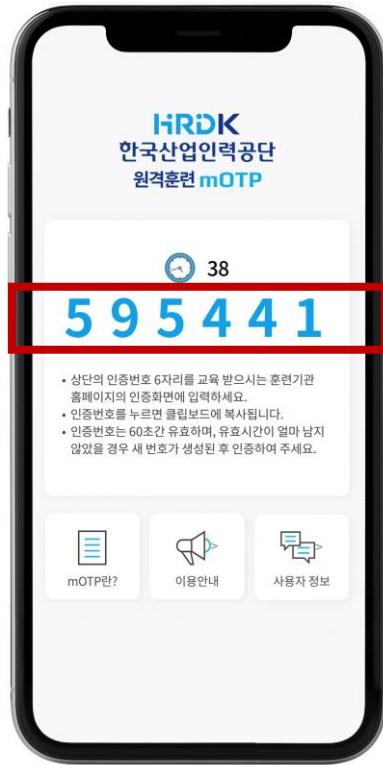 HRDK
한국산업인력공단
원격훈련 mOTP
38
595441
• 상단의 인증번호 6자리를 교육 받으시는 훈련기관
홈페이지의 인증화면에 입력하세요.
• 인증번호를 누르면 클립보드에 복사됩니다.
• 인증번호는 60초간 유효하며, 유효시간이 얼마 남지
않았을 경우 새 번호가 생성된 후 인증하여 주세요.
mOTP란?
이용안내
사용자 정보